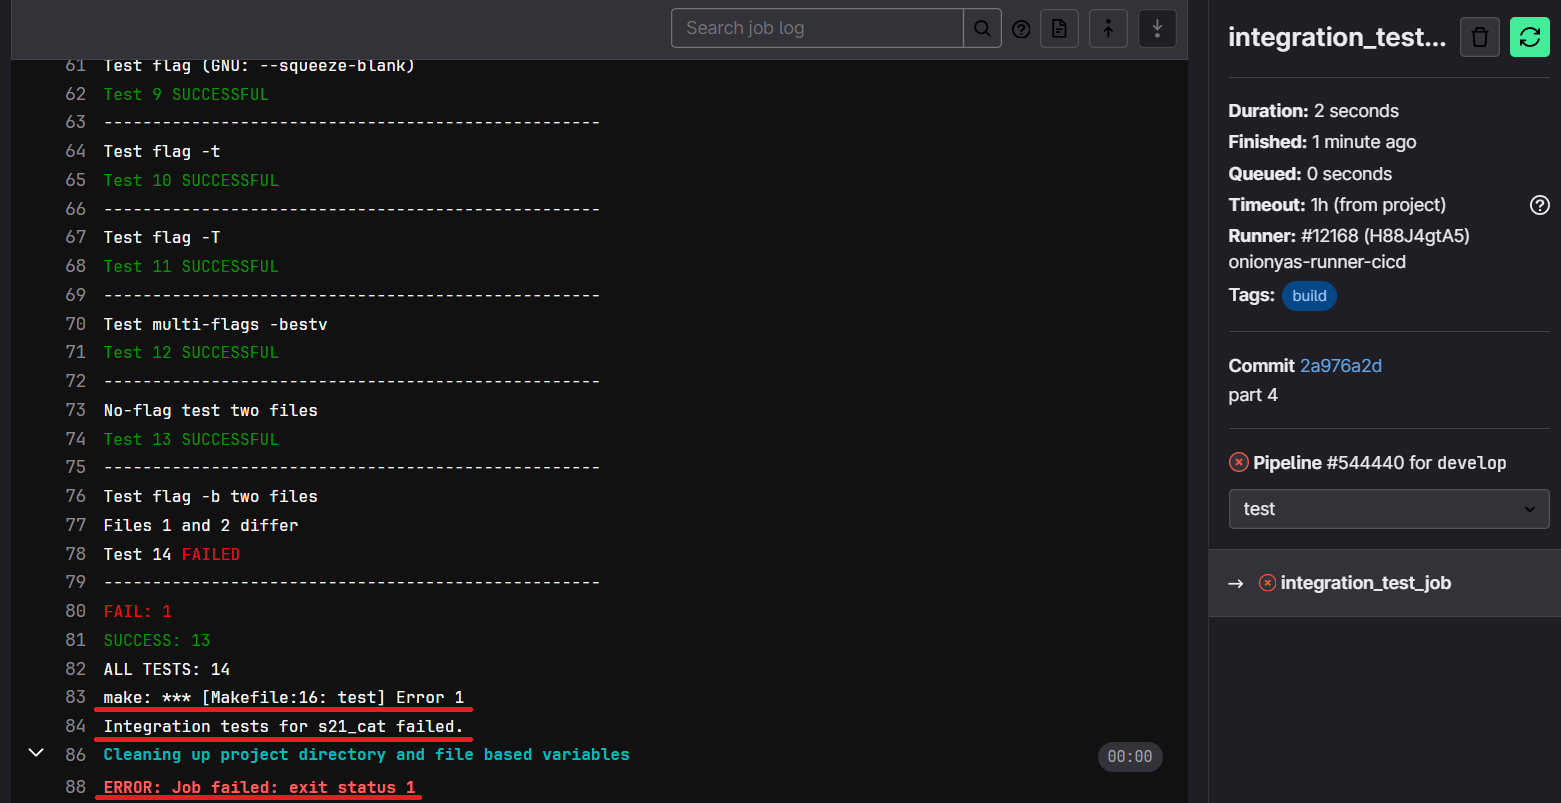 Search job log
61 Test flag (GNU: --squeeze-blank)
62 Test 9 SUCCESSFUL
63 ---------------------------------------------------
64 Test flag -t
65 Test 10 SUCCESSFUL
66 ---------------------------------------------------
67 Test flag -T
68 Test 11 SUCCESSFUL
69 ---------------------------------------------------
70 Test multi-flags -bestv
71 Test 12 SUCCESSFUL
72 ---------------------------------------------------
73 No-flag test two files
74 Test 13 SUCCESSFUL
75 ---------------------------------------------------
76 Test flag -b two files
77 Files 1 and 2 differ
78 Test 14 FAILED
79 ---------------------------------------------------
80 FAIL: 1
81 SUCCESS: 13
82 ALL TESTS: 14
83 make: *** [Makefile:16: test] Error 1
84 Integration tests for s21_cat failed.
86 Cleaning up project directory and file based variables 00:00
88 ERROR: Job failed: exit status 1
integration_test...
Duration: 2 seconds
Finished: 1 minute ago
Queued: 0 seconds
Timeout: 1h (from project)
Runner: #12168 (H88J4gtA5)
onionyas-runner-cicd
Tags: build
Commit 2a976a2d
part 4
Pipeline #544440 for develop
test
→ integration_test_job